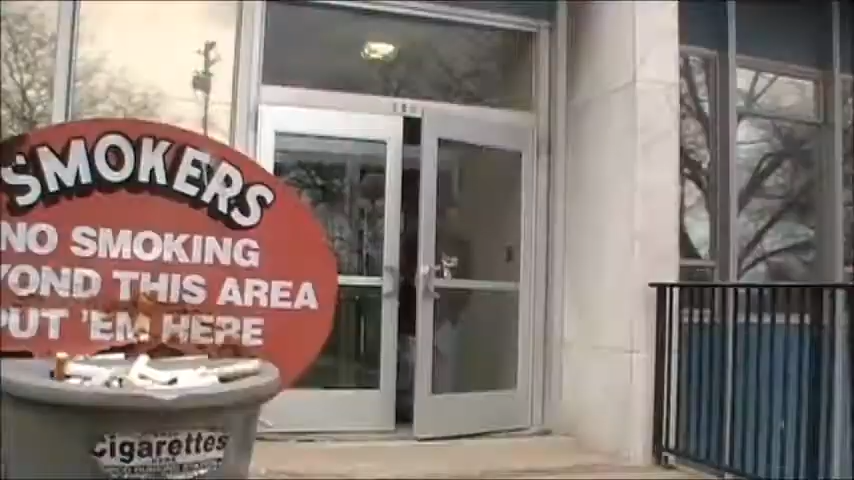 SMOKERS
NO SMOKING
YOND THIS AREA
PUT 'EM HERE
Cigarettes